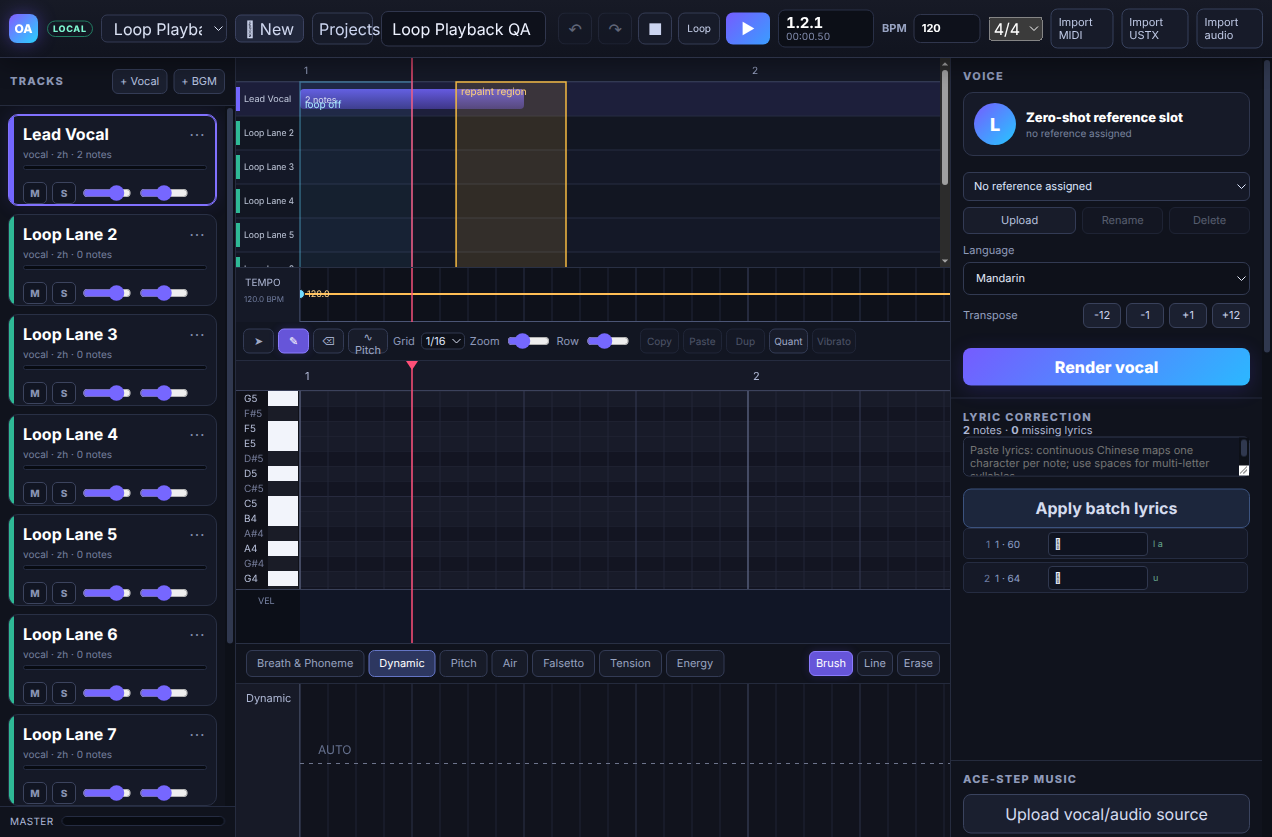 OA
LOCAL
Loop Playba
New
Projects
Loop Playback QA
Loop
1.2.1
00:00.50
BPM
120
4/4
Import MIDI
Import USTX
Import audio
TRACKS
+ Vocal
+ BGM
Lead Vocal
vocal · zh · 2 notes
M
S
Loop Lane 2
vocal · zh · 0 notes
M
S
Loop Lane 3
vocal · zh · 0 notes
M
S
Loop Lane 4
vocal · zh · 0 notes
M
S
Loop Lane 5
vocal · zh · 0 notes
M
S
Loop Lane 6
vocal · zh · 0 notes
M
S
Loop Lane 7
vocal · zh · 0 notes
M
S
MASTER
1
2
Lead Vocal
2 notes
loop off
repaint region
Loop Lane 2
Loop Lane 3
Loop Lane 4
Loop Lane 5
TEMPO
120.0 BPM
120.0
Pitch
Grid
1/16
Zoom
Row
Copy
Paste
Dup
Quant
Vibrato
1
2
G5
F#5
F5
E5
D#5
D5
C#5
C5
B4
A#4
A4
G#4
G4
VEL
Breath & Phoneme
Dynamic
Pitch
Air
Falsetto
Tension
Energy
Brush
Line
Erase
Dynamic
AUTO
VOICE
L
Zero-shot reference slot
no reference assigned
No reference assigned
Upload
Rename
Delete
Language
Mandarin
Transpose
-12
-1
+1
+12
Render vocal
LYRIC CORRECTION
2 notes · 0 missing lyrics
Paste lyrics: continuous Chinese maps one
character per note; use spaces for multi-letter
Apply batch lyrics
1 1 · 60
l a
2 1 · 64
u
ACE-STEP MUSIC
Upload vocal/audio source